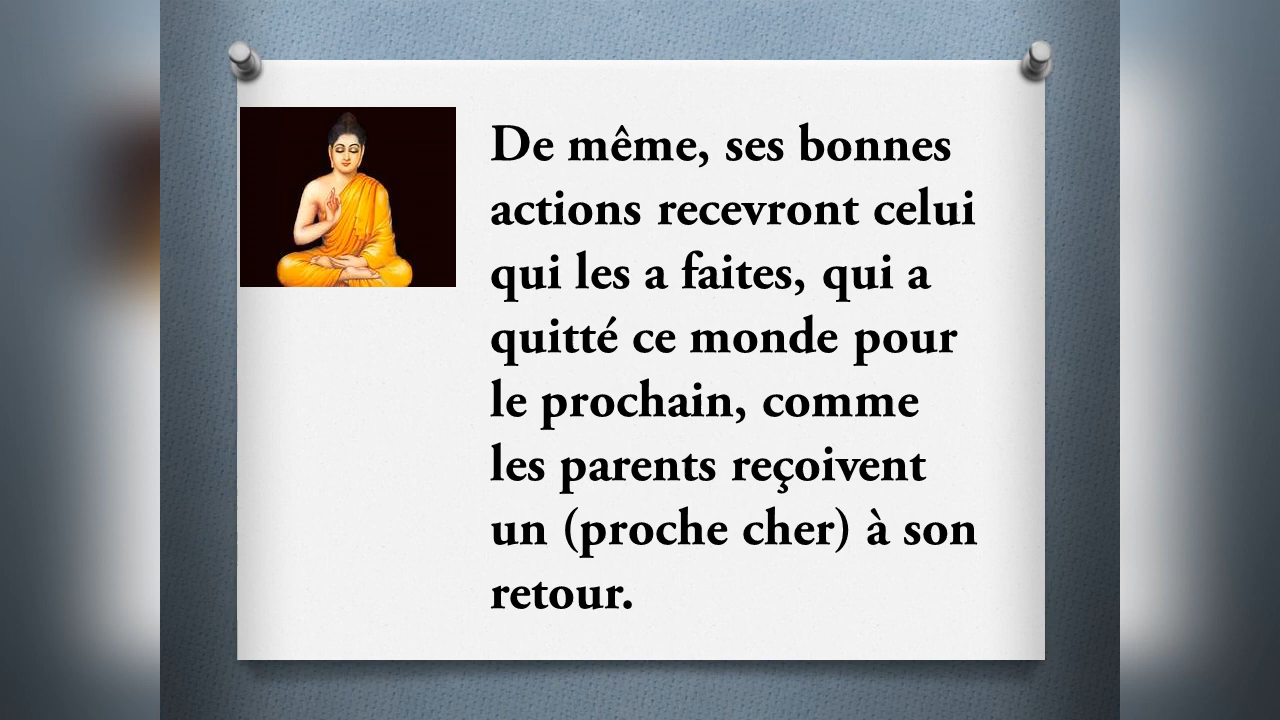 De même, ses bonnes
actions recevront celui
qui les a faites, qui a
quitté ce monde pour
le prochain, comme
les parents reçoivent
un (proche cher) à son
retour.